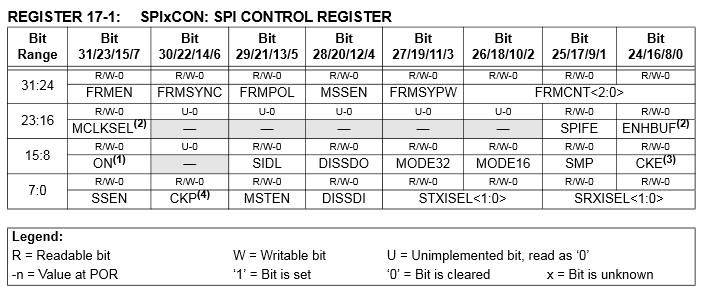 REGISTER 17-1: SPIxCON: SPI CONTROL REGISTER
Bit Range Bit 31/23/15/7 Bit 30/22/14/6 Bit 29/21/13/5 Bit 28/20/12/4 Bit 27/19/11/3 Bit 26/18/10/2 Bit 25/17/9/1 Bit 24/16/8/0
31:24 R/W-0 R/W-0 R/W-0 R/W-0 R/W-0 R/W-0 R/W-0 R/W-0
FRMEN FRMSYNC FRMPOL MSSEN FRMSYPW FRMCNT<2:0>
23:16 R/W-0 U-0 U-0 U-0 U-0 U-0 R/W-0 R/W-0
MCLKSEL(2) — — — — — SPIFE ENHBUF(2)
15:8 R/W-0 U-0 R/W-0 R/W-0 R/W-0 R/W-0 R/W-0 R/W-0
ON(1) — SIDL DISSDO MODE32 MODE16 SMP CKE(3)
7:0 R/W-0 R/W-0 R/W-0 R/W-0 R/W-0 R/W-0 R/W-0 R/W-0
SSEN CKP(4) MSTEN DISSDI STXISEL<1:0> SRXISEL<1:0>
Legend:
R = Readable bit W = Writable bit U = Unimplemented bit, read as ‘0’
-n = Value at POR ‘1’ = Bit is set ‘0’ = Bit is cleared x = Bit is unknown